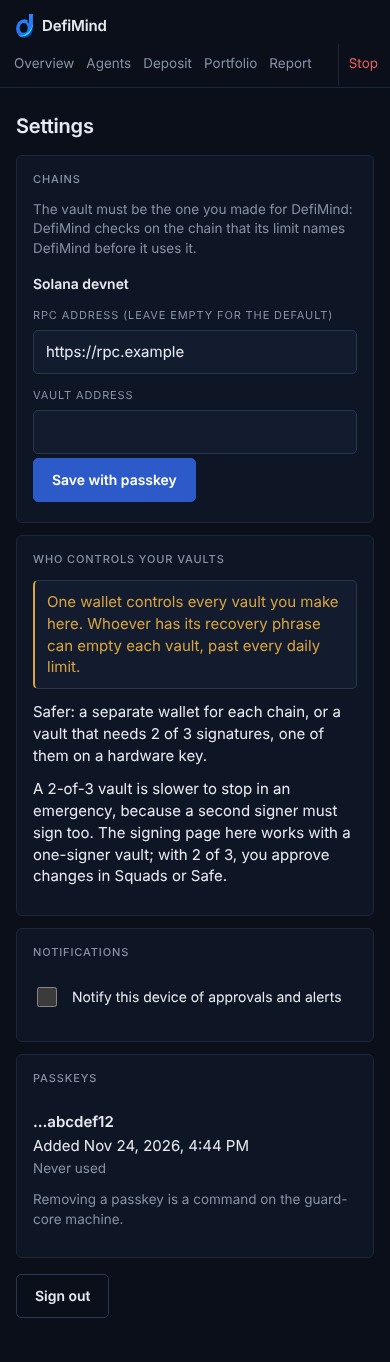 DefiMind
Overview Agents Deposit Portfolio Report Stop
Settings
CHAINS
The vault must be the one you made for DefiMind:
DefiMind checks on the chain that its limit names
DefiMind before it uses it.
Solana devnet
RPC ADDRESS (LEAVE EMPTY FOR THE DEFAULT)
https://rpc.example
VAULT ADDRESS
Save with passkey
WHO CONTROLS YOUR VAULTS
One wallet controls every vault you make
here. Whoever has its recovery phrase
can empty each vault, past every daily
limit.
Safer: a separate wallet for each chain, or a
vault that needs 2 of 3 signatures, one of
them on a hardware key.
A 2-of-3 vault is slower to stop in an
emergency, because a second signer must
sign too. The signing page here works with a
one-signer vault; with 2 of 3, you approve
changes in Squads or Safe.
NOTIFICATIONS
Notify this device of approvals and alerts
PASSKEYS
…abcdef12
Added Nov 24, 2026, 4:44 PM
Never used
Removing a passkey is a command on the guard-
core machine.
Sign out